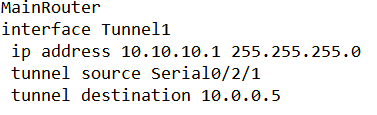 MainRouter
interface Tunnel1
 ip address 10.10.10.1 255.255.255.0
 tunnel source Serial0/2/1
 tunnel destination 10.0.0.5